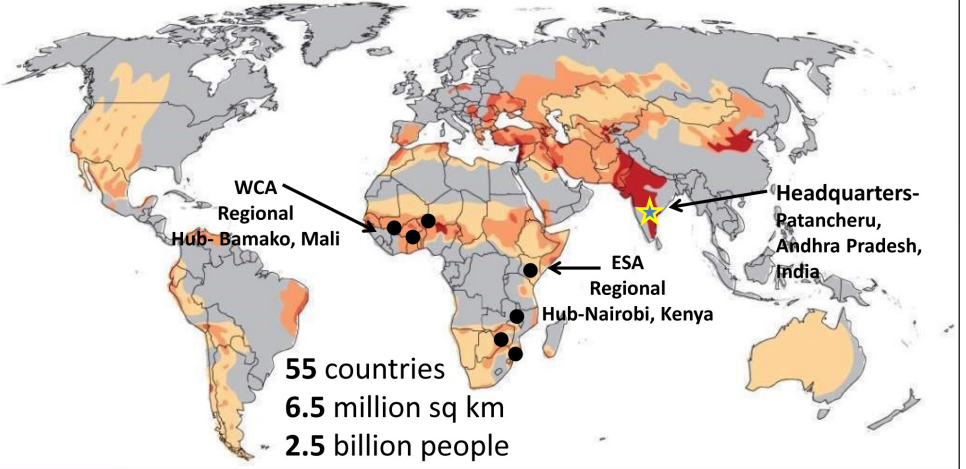 WCA
Regional
Hub- Bamako, Mali
Headquarters-
Patancheru,
Andhra Pradesh,
India
ESA
Regional
Hub-Nairobi, Kenya
55 countries
6.5 million sq km
2.5 billion people